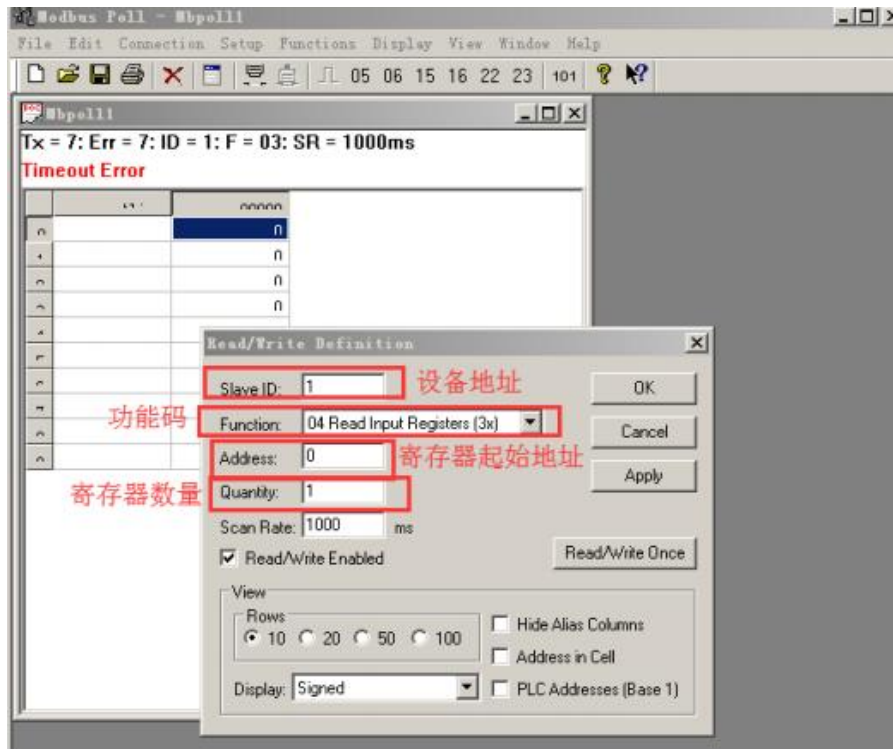 Modbus Poll - Mbpoll1
File Edit Connection Setup Functions Display View Window Help
05 06 15 16 22 23 101
Mbpoll1
Tx = 7: Err = 7: ID = 1: F = 03: SR = 1000ms
Timeout Error
0
0
0
0
Read/Write Definition
Slave ID: 1 设备地址 OK
功能码 Function: 04 Read Input Registers (3x) Cancel
Address: 0 寄存器起始地址
寄存器数量 Quantity: 1 Apply
Scan Rate: 1000 ms
Read/Write Enabled Read/Write Once
View
Rows
10 20 50 100 Hide Alias Columns
Address in Cell
Display: Signed PLC Addresses (Base 1)